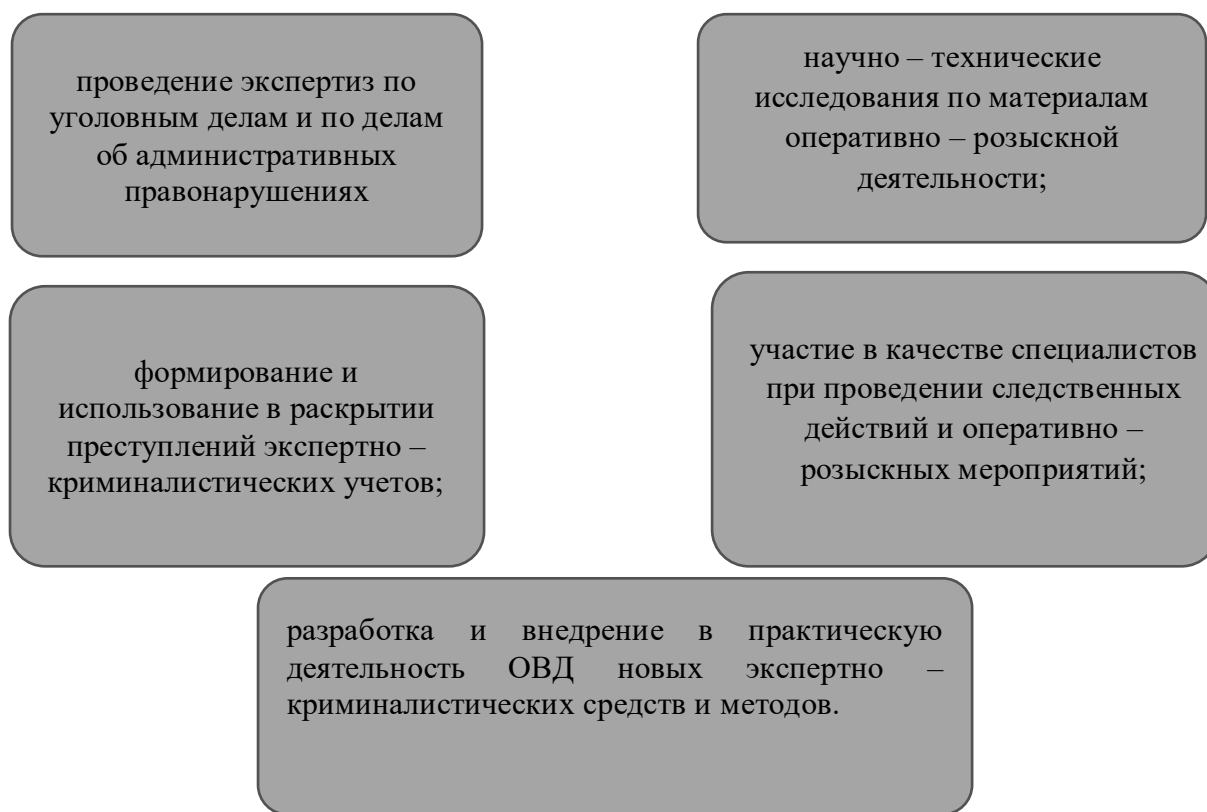 проведение экспертиз по
уголовным делам и по делам
об административных
правонарушениях
научно – технические
исследования по материалам
оперативно – розыскной
деятельности;
формирование и
использование в раскрытии
преступлений экспертно –
криминалистических учетов;
участие в качестве специалистов
при проведении следственных
действий и оперативно –
розыскных мероприятий;
разработка и внедрение в практическую
деятельность ОВД новых экспертно –
криминалистических средств и методов.